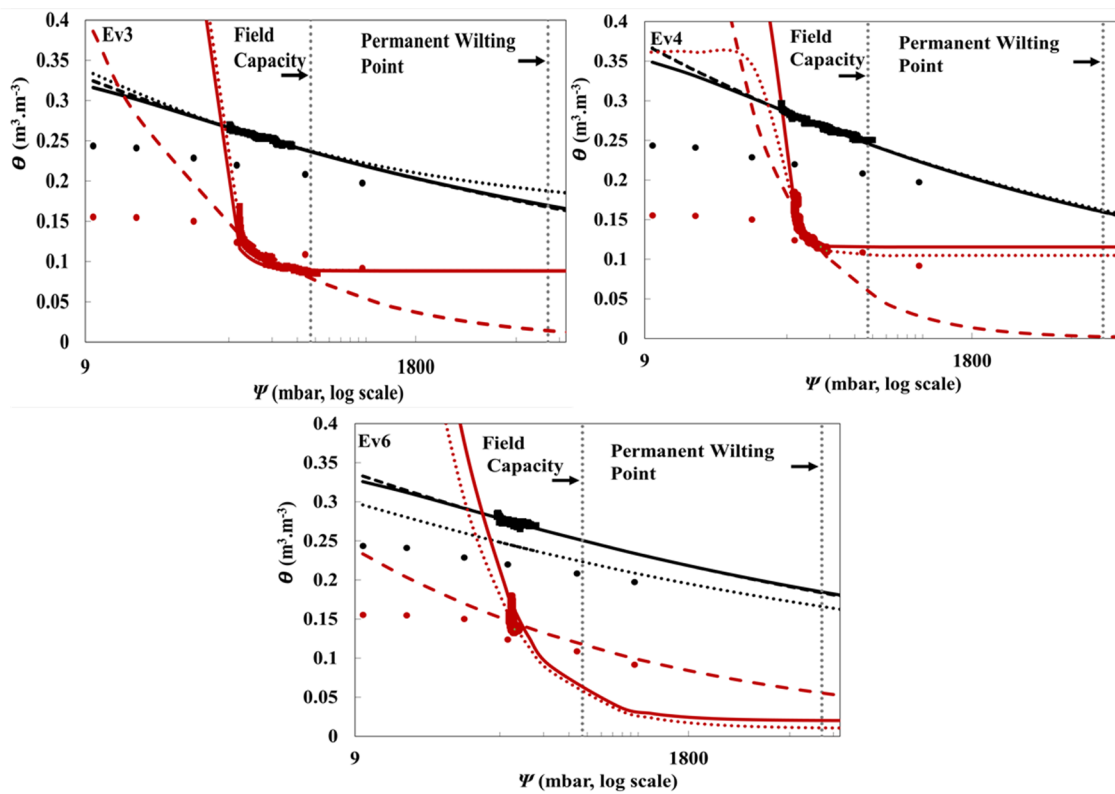 0.4
Ev3
Field
Capacity
Permanent Wilting
Point
0.35
0.3
0.25
0.2
0.15
0.1
0.05
0
θ (m³.m⁻³)
9
1800
Ψ (mbar, log scale)
0.4
Ev4
Field
Capacity
Permanent Wilting
Point
0.35
0.3
0.25
0.2
0.15
0.1
0.05
0
θ (m³.m⁻³)
9
1800
Ψ (mbar, log scale)
0.4
Ev6
Field
Capacity
Permanent Wilting
Point
0.35
0.3
0.25
0.2
0.15
0.1
0.05
0
θ (m³.m⁻³)
9
1800
Ψ (mbar, log scale)